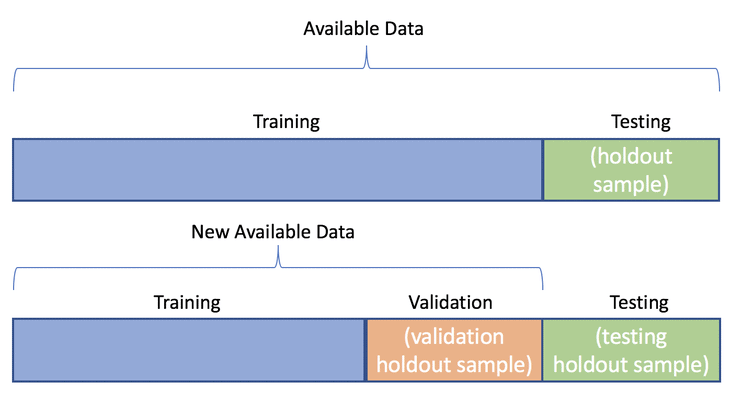 Available Data
Training
Testing
(holdout
sample)
New Available Data
Training
Validation
Testing
(validation
holdout sample)
(testing
holdout sample)